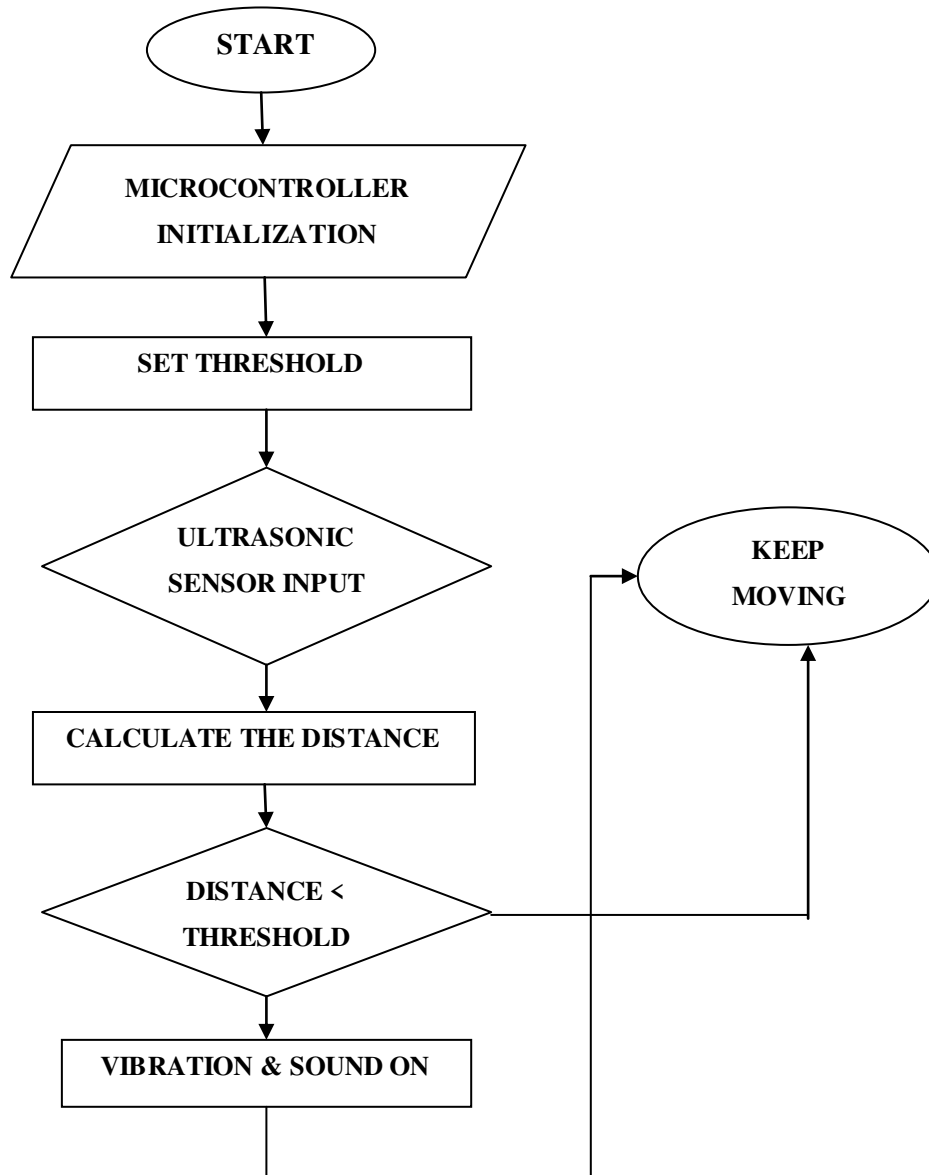 START
MICROCONTROLLER
INITIALIZATION
SET THRESHOLD
ULTRASONIC
SENSOR INPUT
KEEP
MOVING
CALCULATE THE DISTANCE
DISTANCE <
THRESHOLD
VIBRATION & SOUND ON